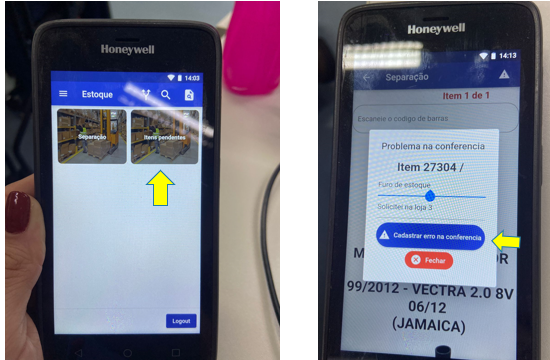 Honeywell
14:03
Estoque
Separação
Itens pendentes
Logout
Honeywell
14:13
Separação
Item 1 de 1
Escaneie o codigo de barras
Problema na conferencia
Item 27304 /
Furo de estoque
Solicitei na loja 3
Cadastrar erro na conferencia
Fechar
99/2012 - VECTRA 2.0 8V
06/12
(JAMAICA)